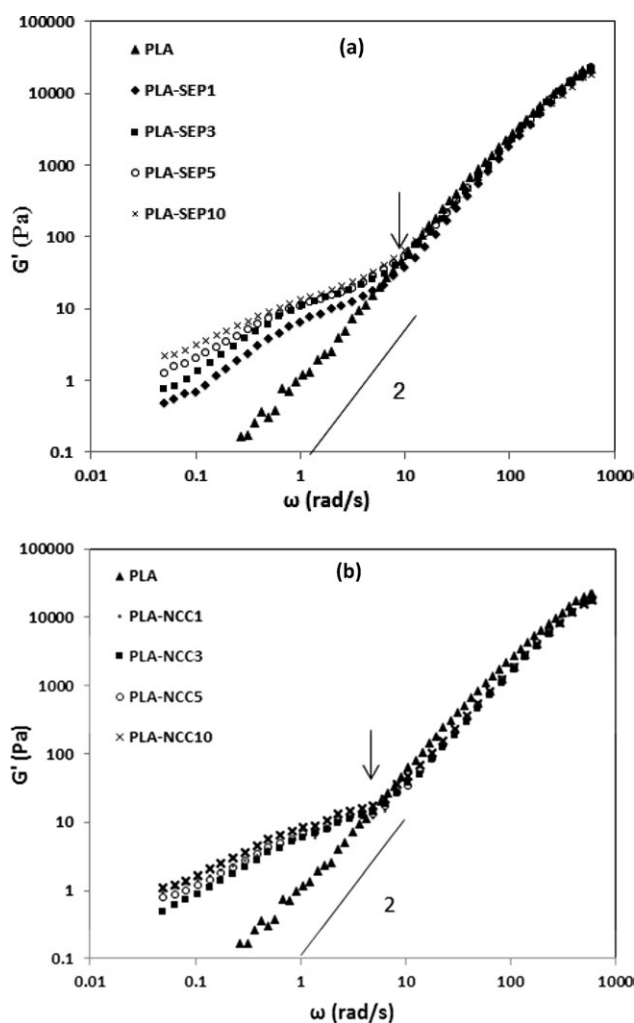 (a)
100000
10000
1000
100
10
1
0.1
G' (Pa)
PLA
PLA-SEP1
PLA-SEP3
PLA-SEP5
PLA-SEP10
2
0.01 0.1 1 10 100 1000
ω (rad/s)
(b)
100000
10000
1000
100
10
1
0.1
G' (Pa)
PLA
PLA-NCC1
PLA-NCC3
PLA-NCC5
PLA-NCC10
2
0.01 0.1 1 10 100 1000
ω (rad/s)